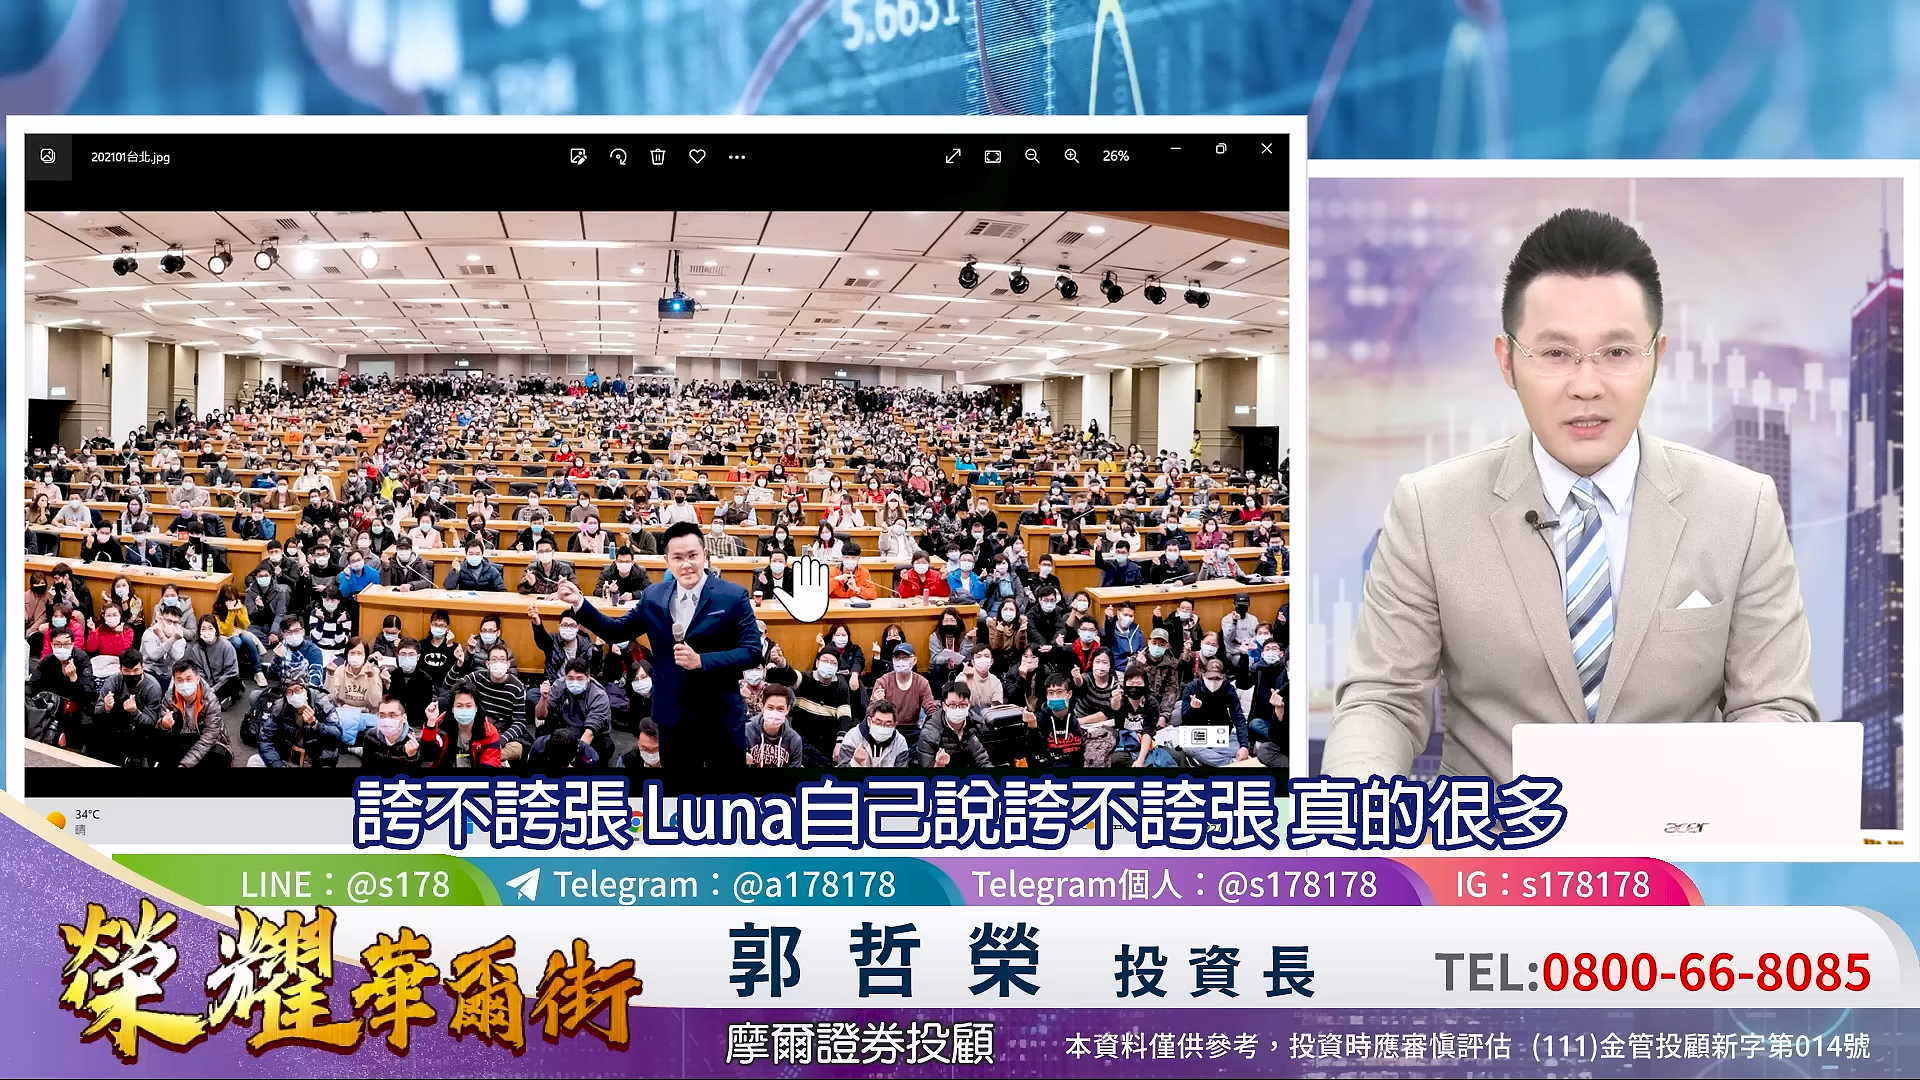 5.6631
202101台北.jpg
26%
34°C
晴
誇不誇張 Luna自己說誇不誇張 真的很多
acer
LINE：@s178
Telegram：@a178178
Telegram個人：@s178178
IG：s178178
榮耀華爾街
郭哲榮 投資長
TEL:0800-66-8085
摩爾證券投顧
本資料僅供參考，投資時應審慎評估 (111)金管投顧新字第014號